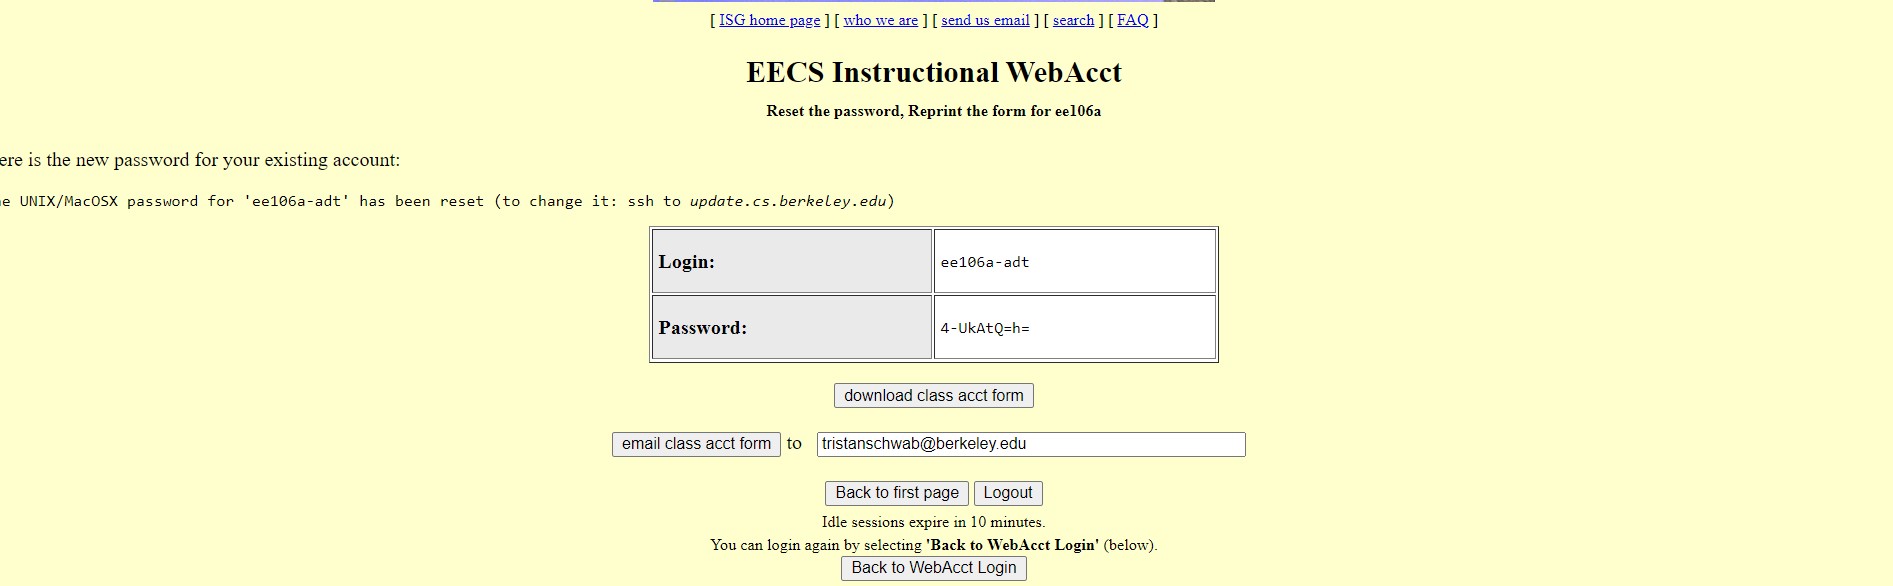 [ ISG home page ] [ who we are ] [ send us email ] [ search ] [ FAQ ]
EECS Instructional WebAcct
Reset the password, Reprint the form for ee106a
ere is the new password for your existing account:
e UNIX/MacOSX password for 'ee106a-adt' has been reset (to change it: ssh to update.cs.berkeley.edu)
Login: ee106a-adt
Password: 4-UkAtQ=h=
download class acct form
email class acct form to tristanschwab@berkeley.edu
Back to first page Logout
Idle sessions expire in 10 minutes.
You can login again by selecting 'Back to WebAcct Login' (below).
Back to WebAcct Login